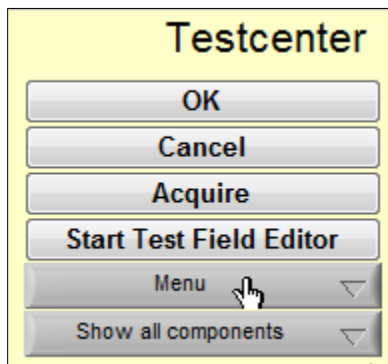 Testcenter
OK
Cancel
Acquire
Start Test Field Editor
Menu
Show all components